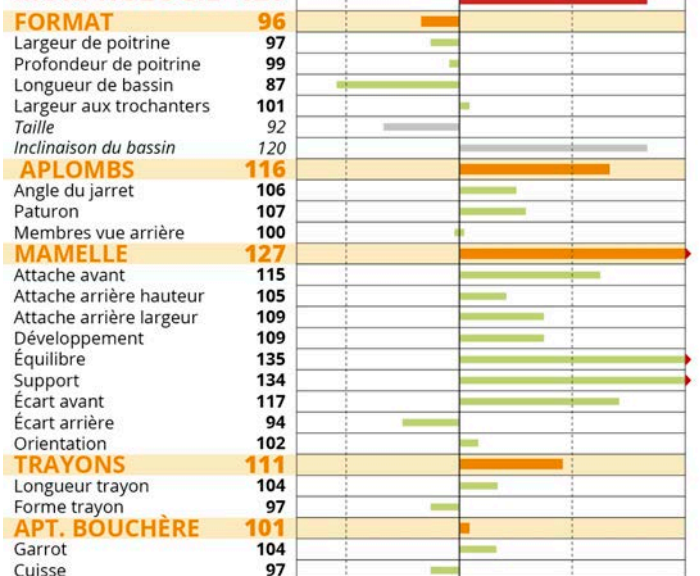 FORMAT 96
Largeur de poitrine 97
Profondeur de poitrine 99
Longueur de bassin 87
Largeur aux trochanters 101
Taille 92
Inclinaison du bassin 120
APLOMBS 116
Angle du jarret 106
Paturon 107
Membres vue arrière 100
MAMELLE 127
Attache avant 115
Attache arrière hauteur 105
Attache arrière largeur 109
Développement 109
Équilibre 135
Support 134
Écart avant 117
Écart arrière 94
Orientation 102
TRAYONS 111
Longueur trayon 104
Forme trayon 97
APT. BOUCHÈRE 101
Garrot 104
Cuisse 97